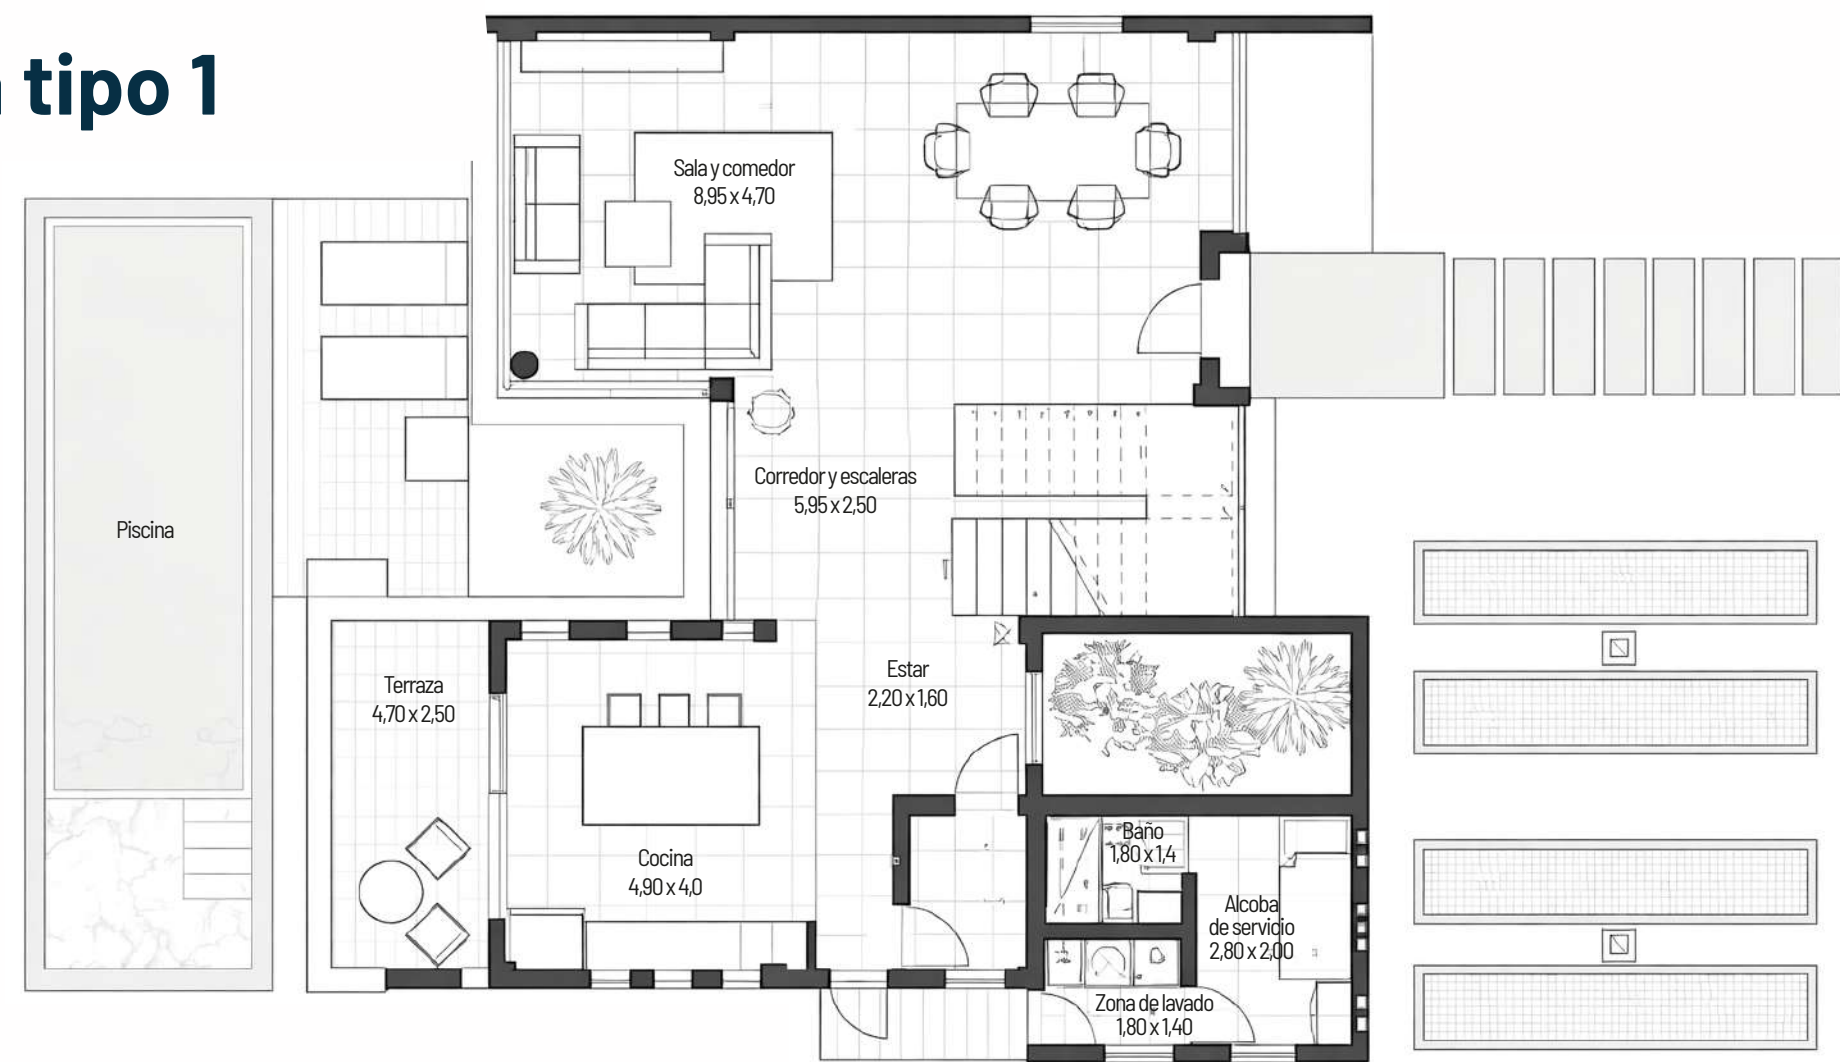 tipo 1
Sala y comedor
8,95 x 4,70
Corredor y escaleras
5,95 x 2,50
Piscina
Estar
2,20 x 1,60
Terraza
4,70 x 2,50
Cocina
4,90 x 4,0
Baño
1,80 x 1,4
Alcoba
de servicio
2,80 x 2,00
Zona de lavado
1,80 x 1,40